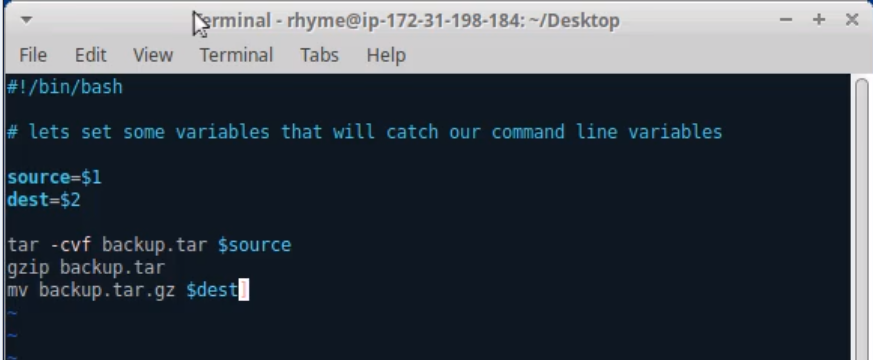 Terminal - rhyme@ip-172-31-198-184: ~/Desktop
File Edit View Terminal Tabs Help
#!/bin/bash
# lets set some variables that will catch our command line variables
source=$1
dest=$2
tar -cvf backup.tar $source
gzip backup.tar
mv backup.tar.gz $dest]
~
~
~